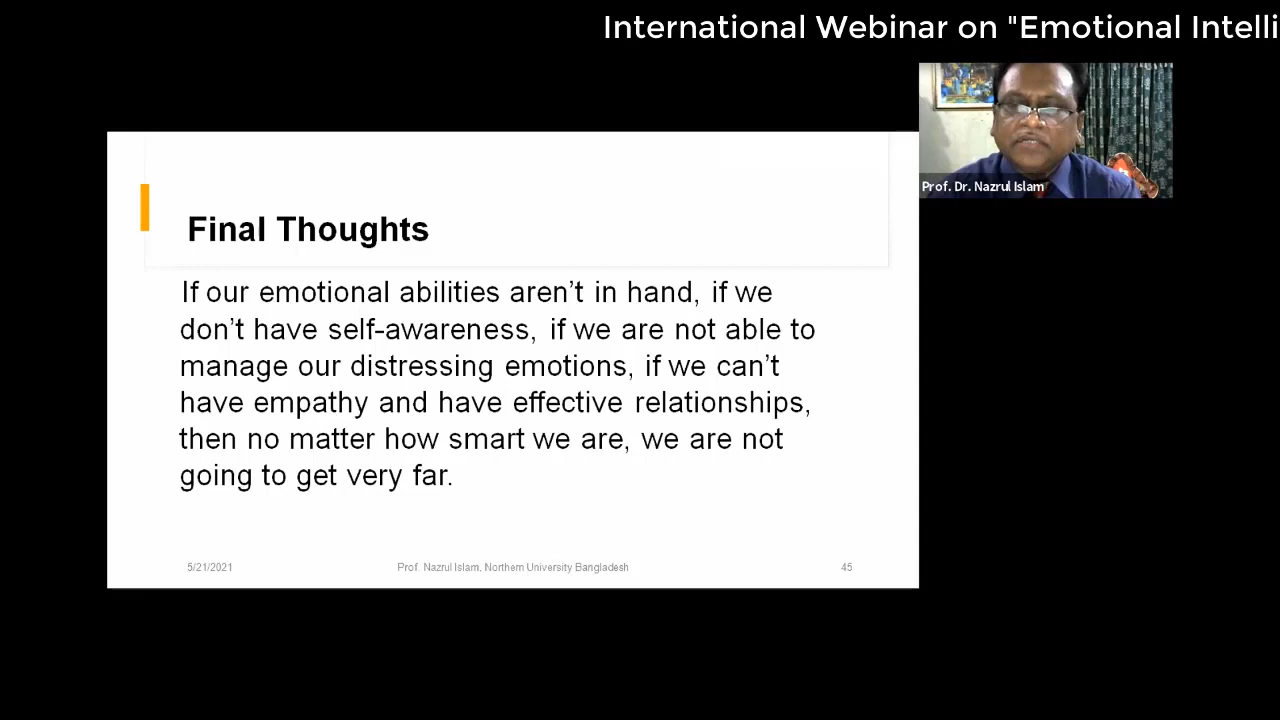 International Webinar on "Emotional Intelli
Prof. Dr. Nazrul Islam
Final Thoughts
If our emotional abilities aren’t in hand, if we
don’t have self-awareness, if we are not able to
manage our distressing emotions, if we can’t
have empathy and have effective relationships,
then no matter how smart we are, we are not
going to get very far.
5/21/2021 Prof. Nazrul Islam, Northern University Bangladesh 45